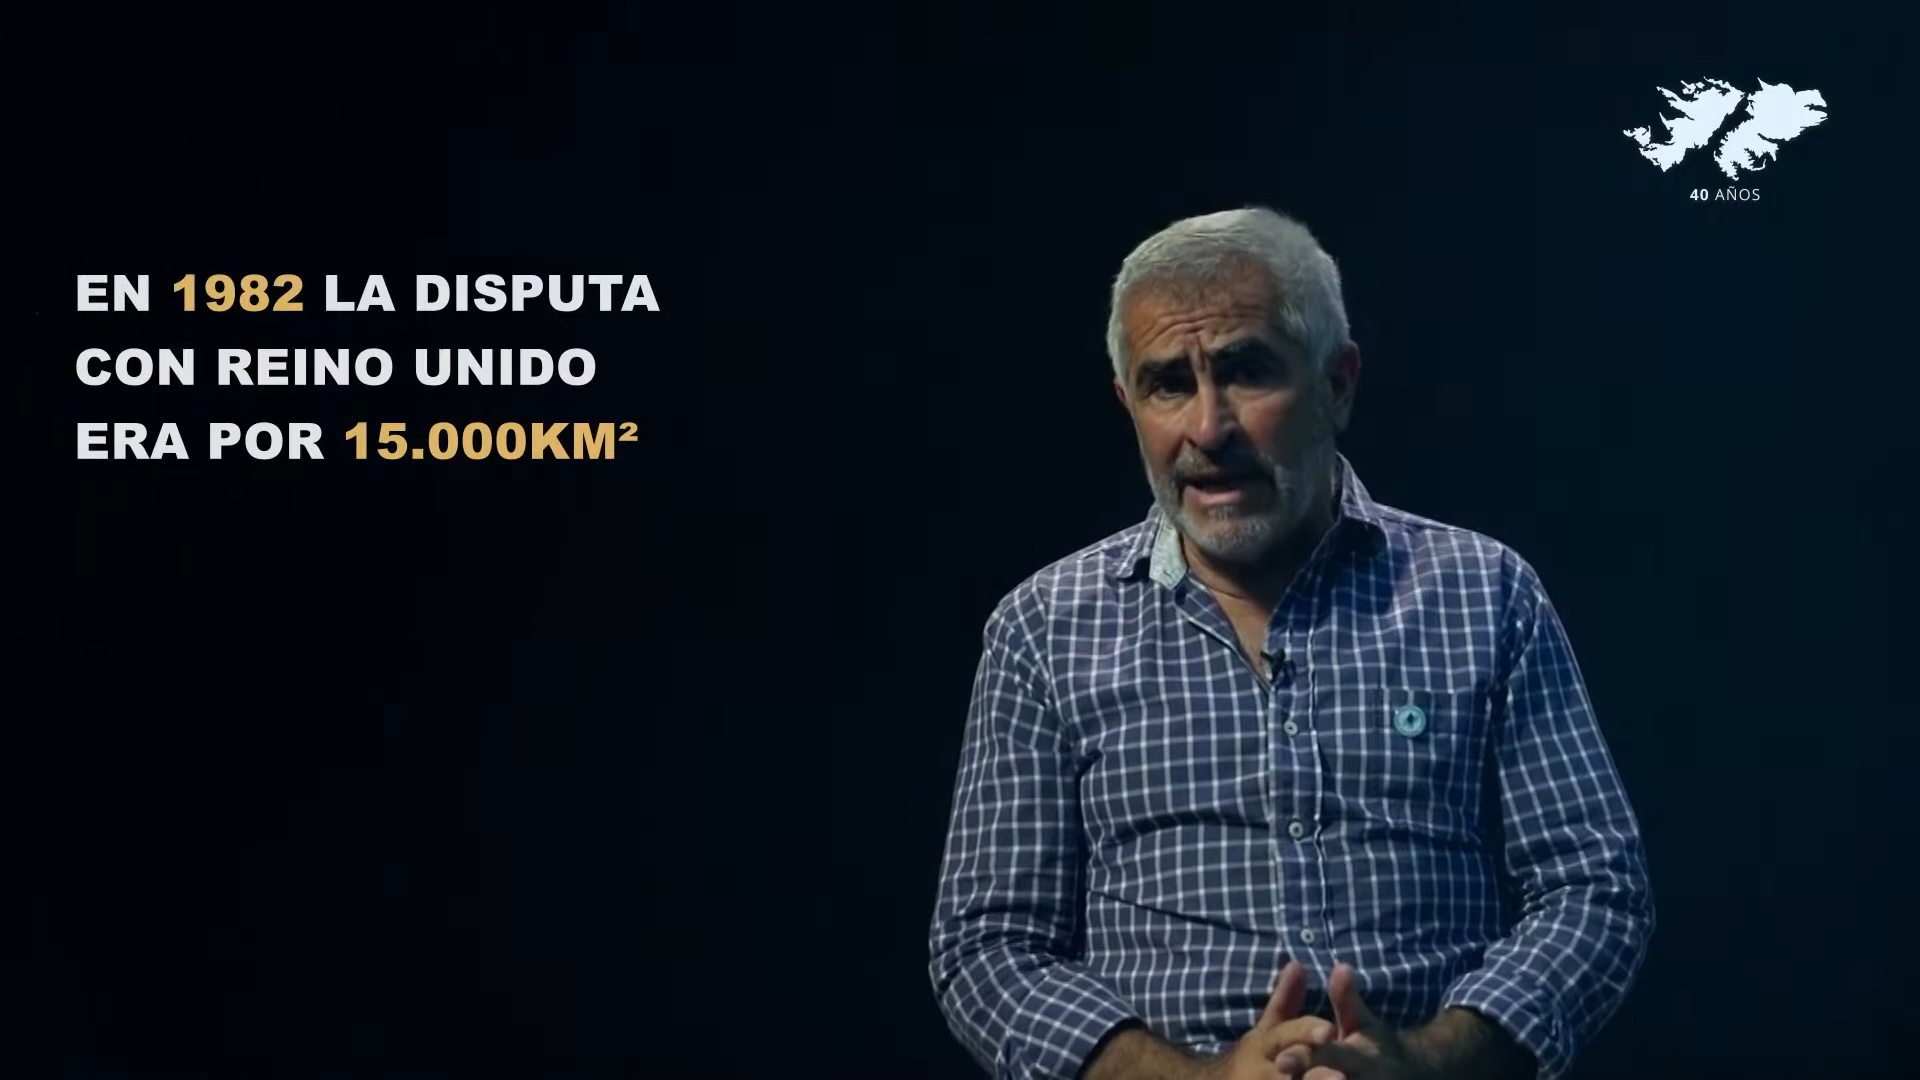 40 AÑOS
EN 1982 LA DISPUTA
CON REINO UNIDO
ERA POR 15.000KM²